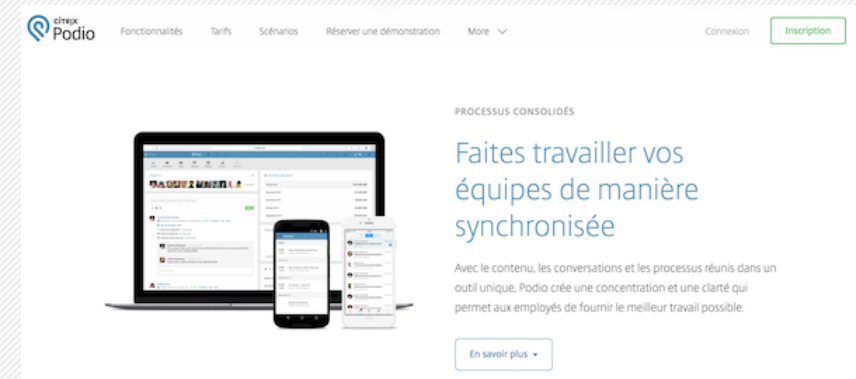 CİTRIX
Podio
Fonctionnalités Tarifs Scénarios Réserver une démonstration More Connexion Inscription
PROCESSUS CONSOLIDÉS
Faites travailler vos
équipes de manière
synchronisée
Avec le contenu, les conversations et les processus réunis dans un
outil unique, Podio crée une concentration et une clarté qui
permet aux employés de fournir le meilleur travail possible.
En savoir plus